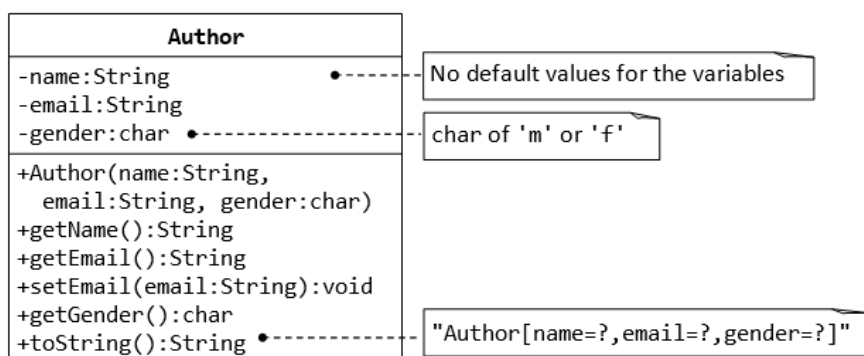 Author
-name:String
-email:String
-gender:char
No default values for the variables
char of 'm' or 'f'
+Author(name:String,
email:String, gender:char)
+getName():String
+getEmail():String
+setEmail(email:String):void
+getGender():char
+toString():String
"Author[name=?,email=?,gender=?]"